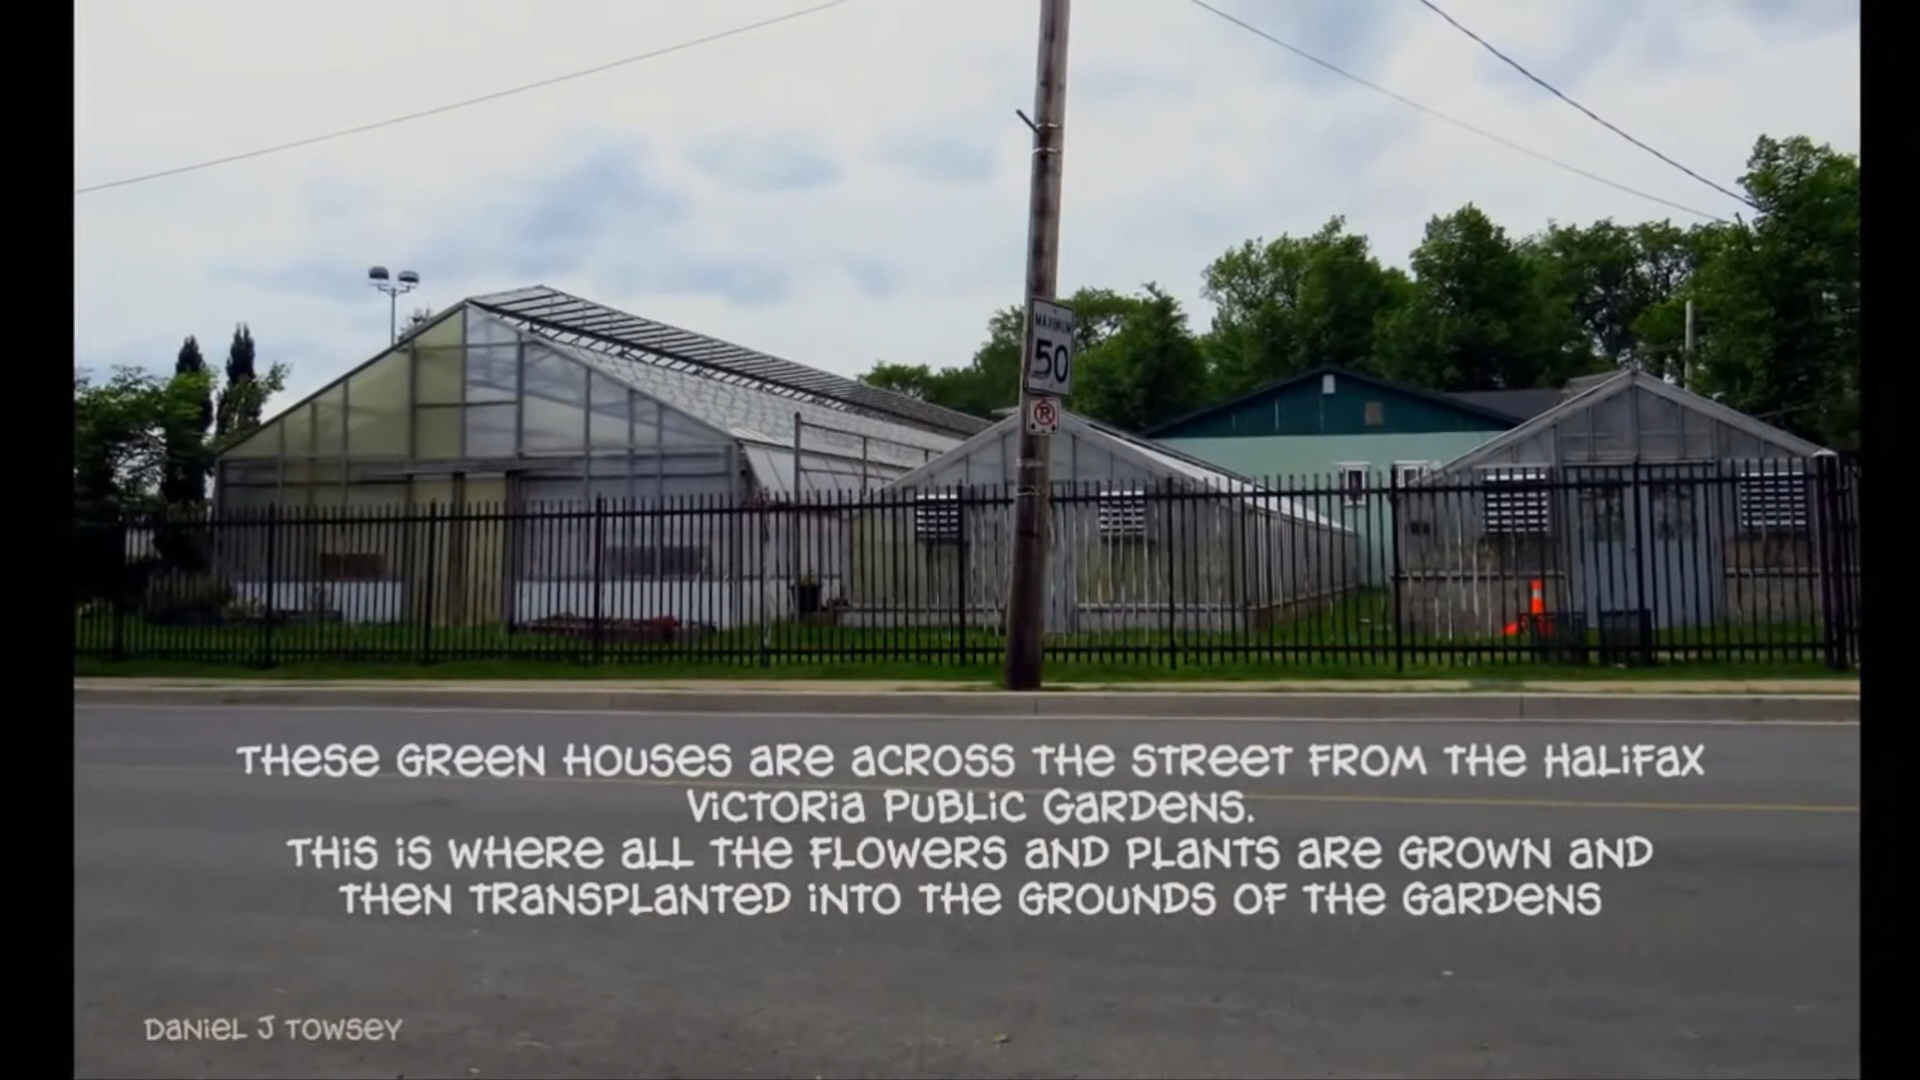 MAXIMUM
50
P
THESE GREEN HOUSES ARE ACROSS THE STREET FROM THE HALIFAX
VICTORIA PUBLIC GARDENS.
THIS IS WHERE ALL THE FLOWERS AND PLANTS ARE GROWN AND
THEN TRANSPLANTED INTO THE GROUNDS OF THE GARDENS
DANIEL J TOWSEY